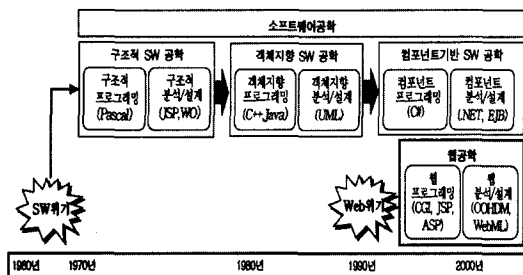 소프트웨어공학
구조적 SW 공학
구조적
프로그래밍
(Pascal)
구조적
분석/설계
(JSP,WO)
객체지향 SW 공학
객체지향
프로그래밍
(C++,Java)
객체지향
분석/설계
(UML)
컴포넌트기반 SW 공학
컴포넌트
프로그래밍
(C#)
컴포넌트
분석/설계
(.NET, EJB)
SW위기
Web위기
웹공학
웹
프로그래밍
(CGI, JSP,
ASP)
웹
분석/설계
(OOHDM,
WebML)
1960년
1970년
1980년
1990년
2000년